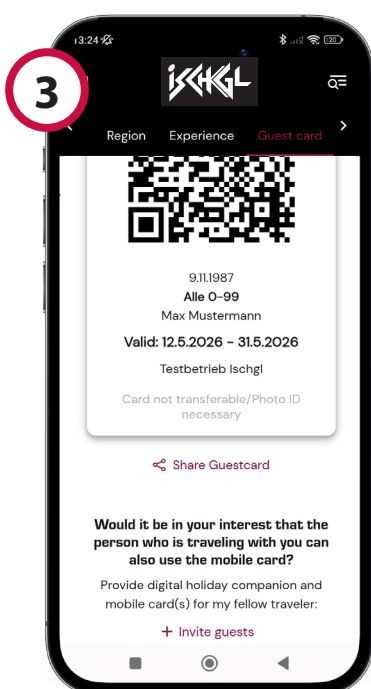 3
13:24
20
ISCHGL
Region Experience Guest card
9.11.1987
Alle 0-99
Max Mustermann
Valid: 12.5.2026 - 31.5.2026
Testbetrieb Ischgl
Card not transferable/Photo ID
necessary
Share Guestcard
Would it be in your interest that the
person who is traveling with you can
also use the mobile card?
Provide digital holiday companion and
mobile card(s) for my fellow traveler:
+ Invite guests